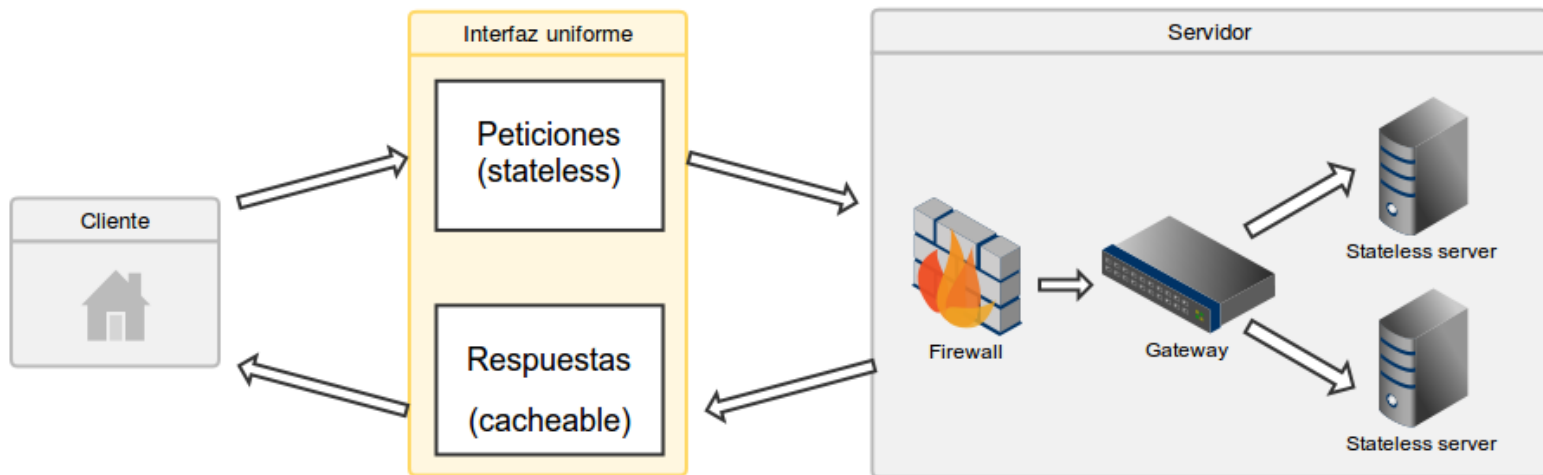 Interfaz uniforme
Servidor
Peticiones
(stateless)
Cliente
Stateless server
Firewall
Gateway
Respuestas
(cacheable)
Stateless server